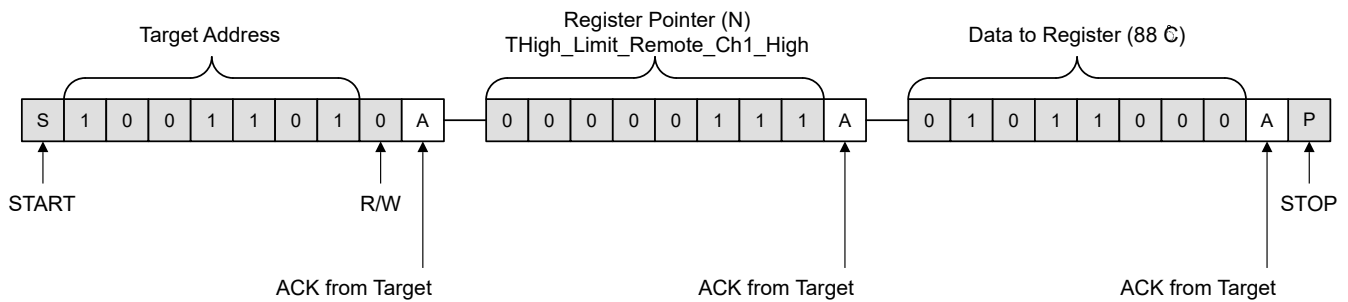 Target Address
Register Pointer (N)
THigh_Limit_Remote_Ch1_High
Data to Register (88 °C)
S 1 0 0 1 1 0 1 0 A 0 0 0 0 0 1 1 1 A 0 1 0 1 1 0 0 0 A P
START R/W STOP
ACK from Target ACK from Target ACK from Target